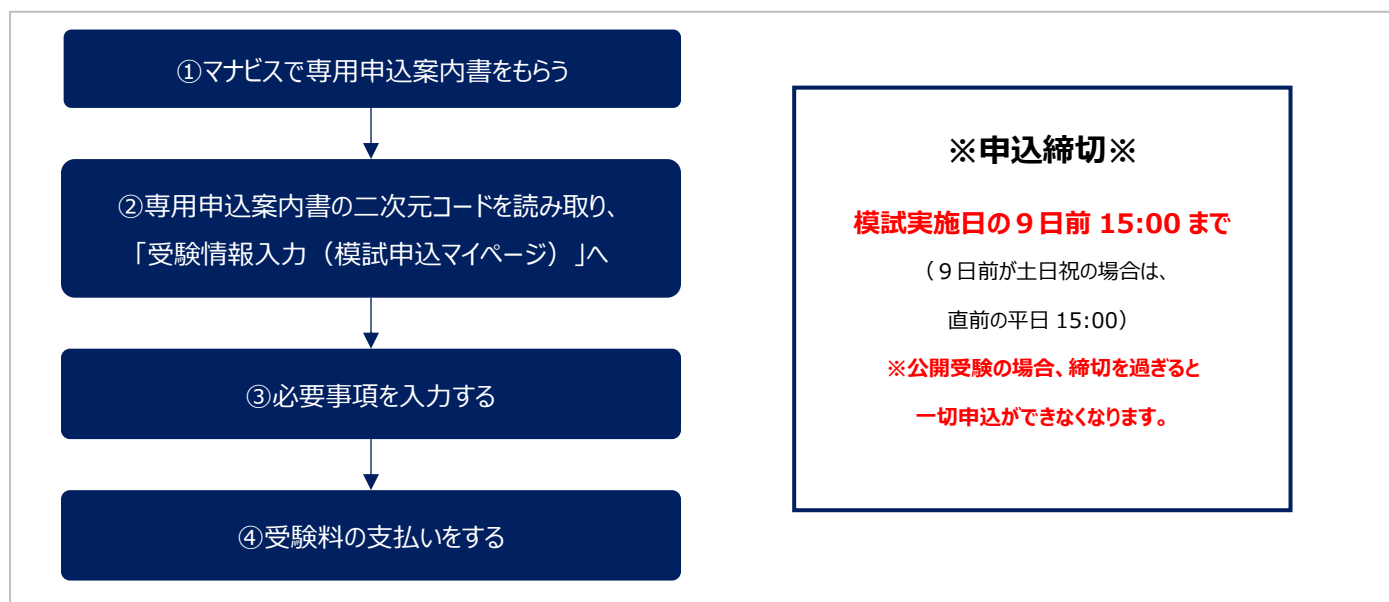 ①マナビスで専用申込案内書をもらう
②専用申込案内書の二次元コードを読み取り、
「受験情報入力（模試申込マイページ）」へ
③必要事項を入力する
④受験料の支払いをする
※申込締切※
模試実施日の９日前 15:00 まで
（９日前が土日祝の場合は、
直前の平日 15:00）
※公開受験の場合、締切を過ぎると
一切申込ができなくなります。